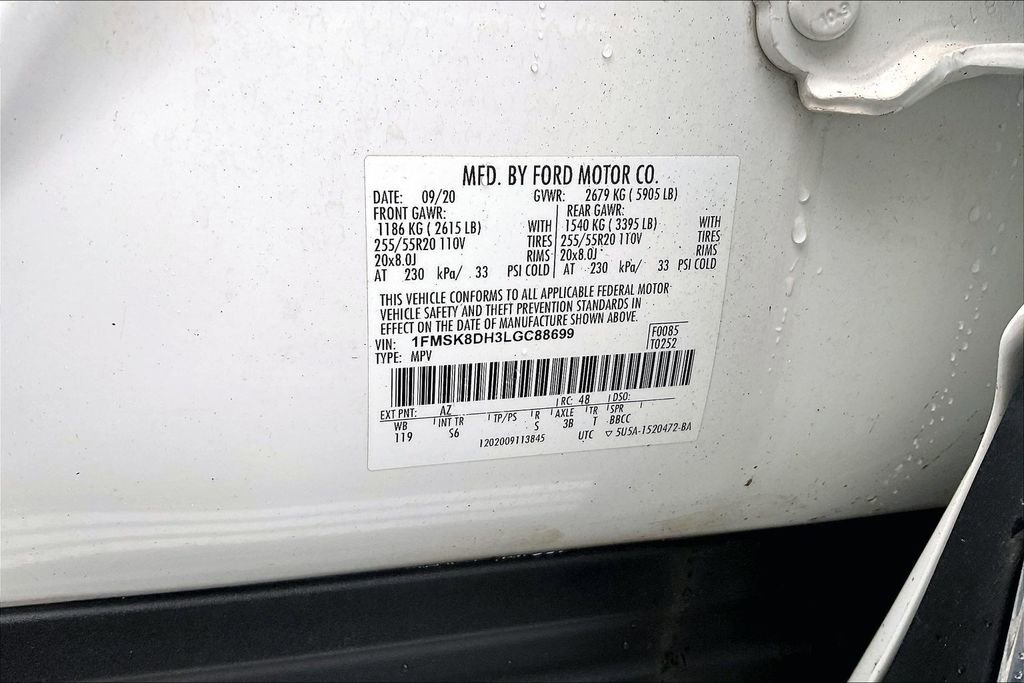 10.9
MFD. BY FORD MOTOR CO.
DATE: 09/20 GVWR: 2679 KG ( 5905 LB)
FRONT GAWR: REAR GAWR:
1186 KG ( 2615 LB) WITH 1540 KG ( 3395 LB) WITH
255/55R20 110V TIRES 255/55R20 110V TIRES
20x8.0J RIMS 20x8.0J RIMS
AT 230 kPa/ 33 PSI COLD AT 230 kPa/ 33 PSI COLD
THIS VEHICLE CONFORMS TO ALL APPLICABLE FEDERAL MOTOR
VEHICLE SAFETY AND THEFT PREVENTION STANDARDS IN
EFFECT ON THE DATE OF MANUFACTURE SHOWN ABOVE.
VIN: 1FMSK8DH3LGC88699 F0085
TYPE: MPV T0252
EXT PNT: AZ RC: 48 DSO:
WB INT TR TP/PS R AXLE TR SPR
119 S6 S 3B T BBCC
1202009113845 UTC ▽ 5U5A-1520472-BA